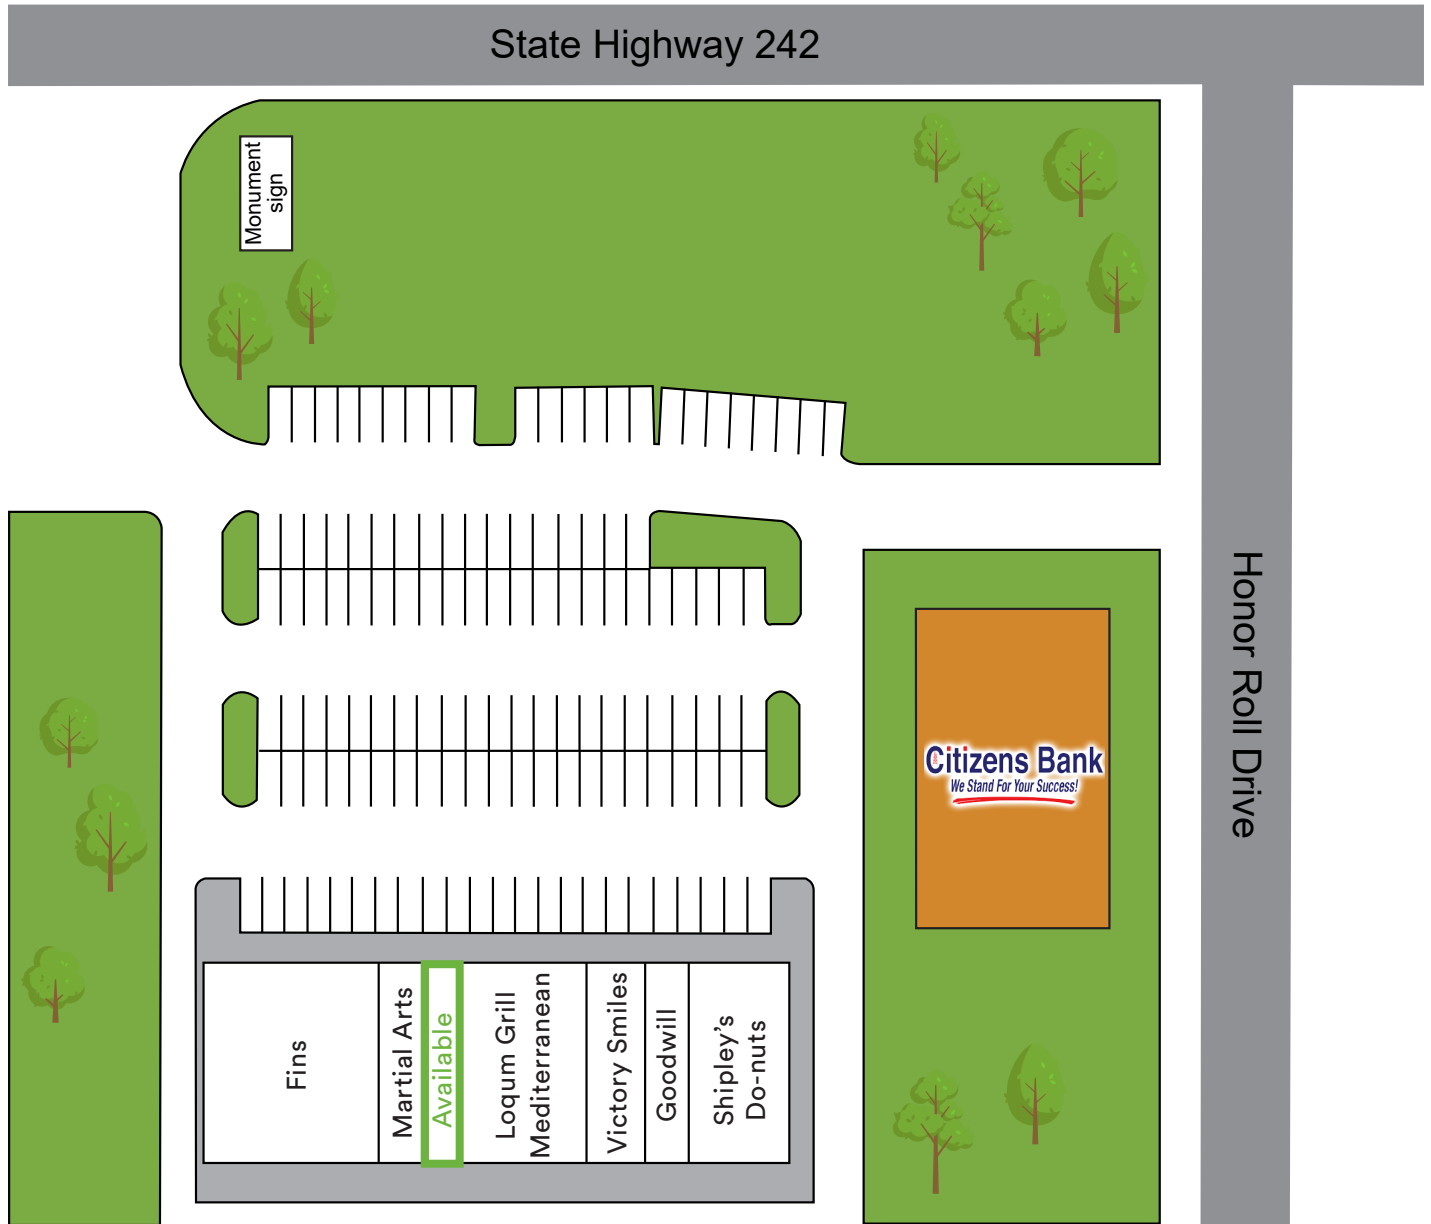 State Highway 242
Monument
sign
Honor Roll Drive
Citizens Bank
We Stand For Your Success!
Fins
Martial Arts
Available
Loqum Grill
Mediterranean
Victory Smiles
Goodwill
Shipley's
Do-nuts